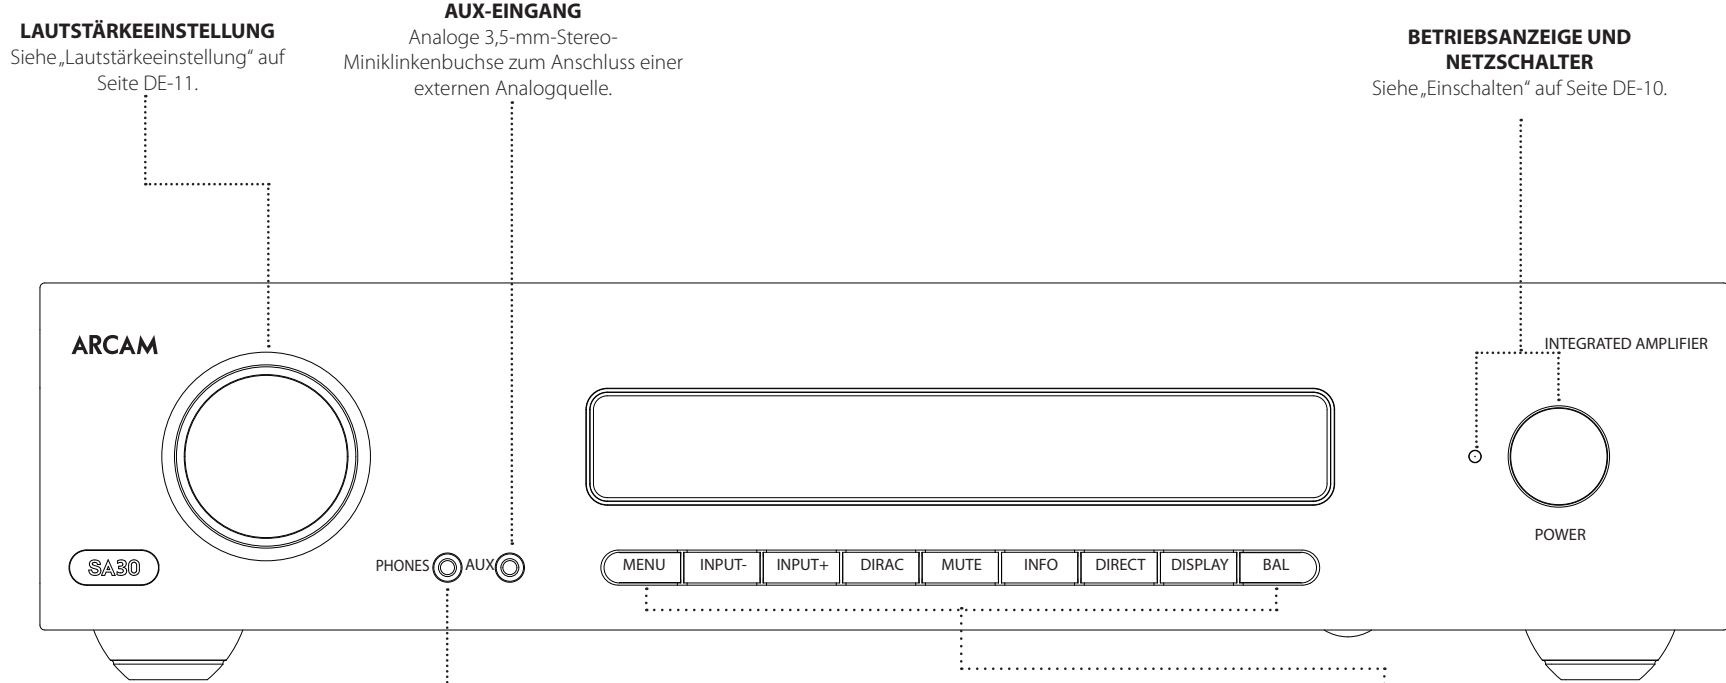 LAUTSTÄRKEEINSTELLUNG
Siehe „Lautstärkeeinstellung“ auf
Seite DE-11.
AUX-EINGANG
Analoge 3,5-mm-Stereo-
Miniklinkenbuchse zum Anschluss einer
externen Analogquelle.
BETRIEBSANZEIGE UND
NETZSCHALTER
Siehe „Einschalten“ auf Seite DE-10.
ARCAM
INTEGRATED AMPLIFIER
POWER
SA30
PHONES AUX
MENU INPUT- INPUT+ DIRAC MUTE INFO DIRECT DISPLAY BAL